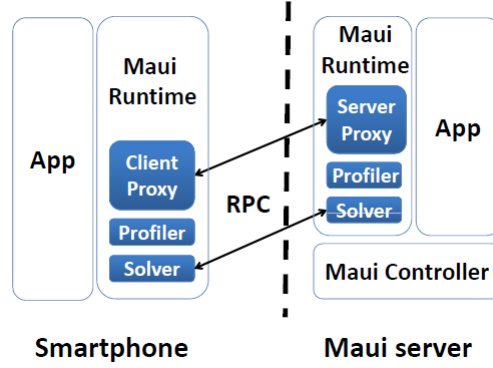 Maui
Runtime
App
Client
Proxy
Profiler
Solver
RPC
Maui
Runtime
Server
Proxy
App
Profiler
Solver
Maui Controller
Smartphone
Maui server